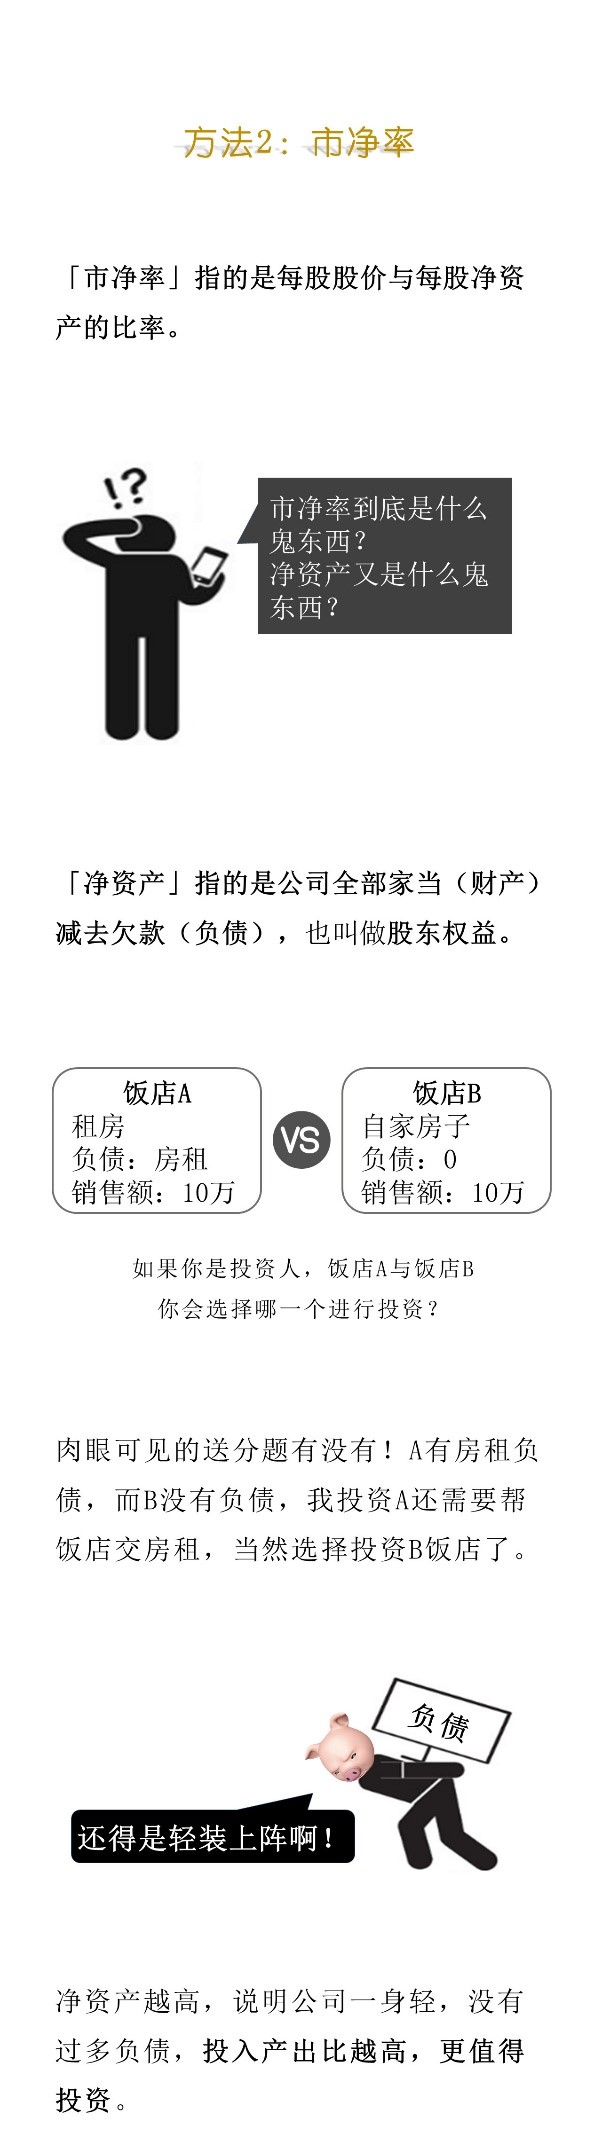 方法2：市净率
「市净率」指的是每股股价与每股净资
产的比率。
!?
市净率到底是什么
鬼东西？
净资产又是什么鬼
东西？
「净资产」指的是公司全部家当（财产）
减去欠款（负债），也叫做股东权益。
饭店A
租房
负债：房租
销售额：10万
VS
饭店B
自家房子
负债：0
销售额：10万
如果你是投资人，饭店A与饭店B
你会选择哪一个进行投资？
肉眼可见的送分题有没有！A有房租负
债，而B没有负债，我投资A还需要帮
饭店交房租，当然选择投资B饭店了。
负债
还得是轻装上阵啊！
净资产越高，说明公司一身轻，没有
过多负债，投入产出比越高，更值得
投资。